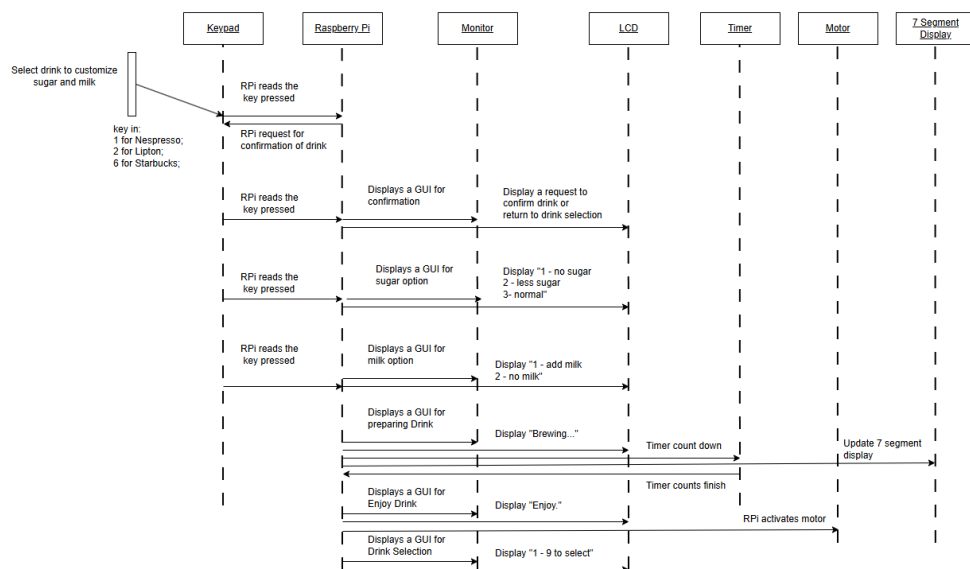 Keypad
Raspberry Pi
Monitor
LCD
Timer
Motor
7 Segment
Display
Select drink to customize
sugar and milk
RPi reads the
key pressed
key in:
1 for Nespresso;
2 for Lipton;
6 for Starbucks;
RPi request for
confirmation of drink
RPi reads the
key pressed
Displays a GUI for
confirmation
Display a request to
confirm drink or
return to drink selection
RPi reads the
key pressed
Displays a GUI for
sugar option
Display "1 - no sugar
2 - less sugar
3- normal"
RPi reads the
key pressed
Displays a GUI for
milk option
Display "1 - add milk
2 - no milk"
Displays a GUI for
preparing Drink
Display "Brewing..."
Timer count down
Update 7 segment
display
Timer counts finish
Displays a GUI for
Enjoy Drink
Display "Enjoy."
RPi activates motor
Displays a GUI for
Drink Selection
Display "1 - 9 to select"